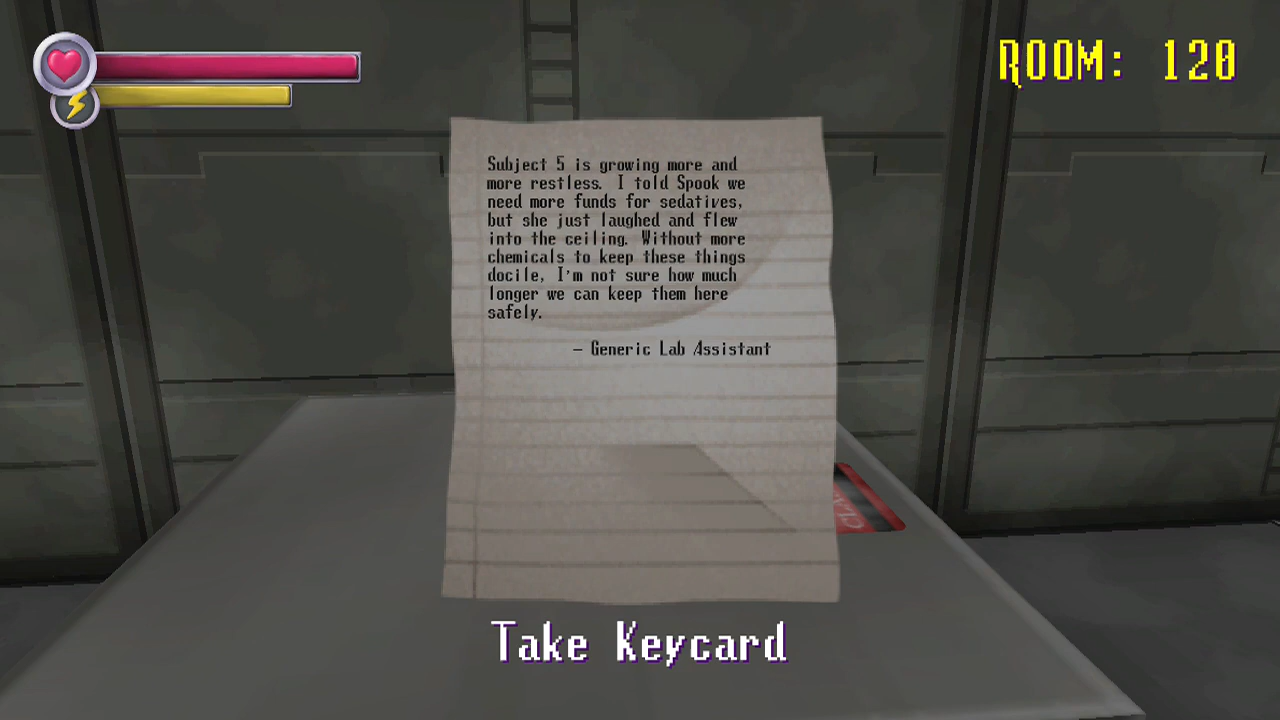 ROOM: 120
Subject 5 is growing more and
more restless. I told Spook we
need more funds for sedatives,
but she just laughed and flew
into the ceiling. Without more
chemicals to keep these things
docile, I'm not sure how much
longer we can keep them here
safely.
- Generic Lab Assistant
Take Keycard